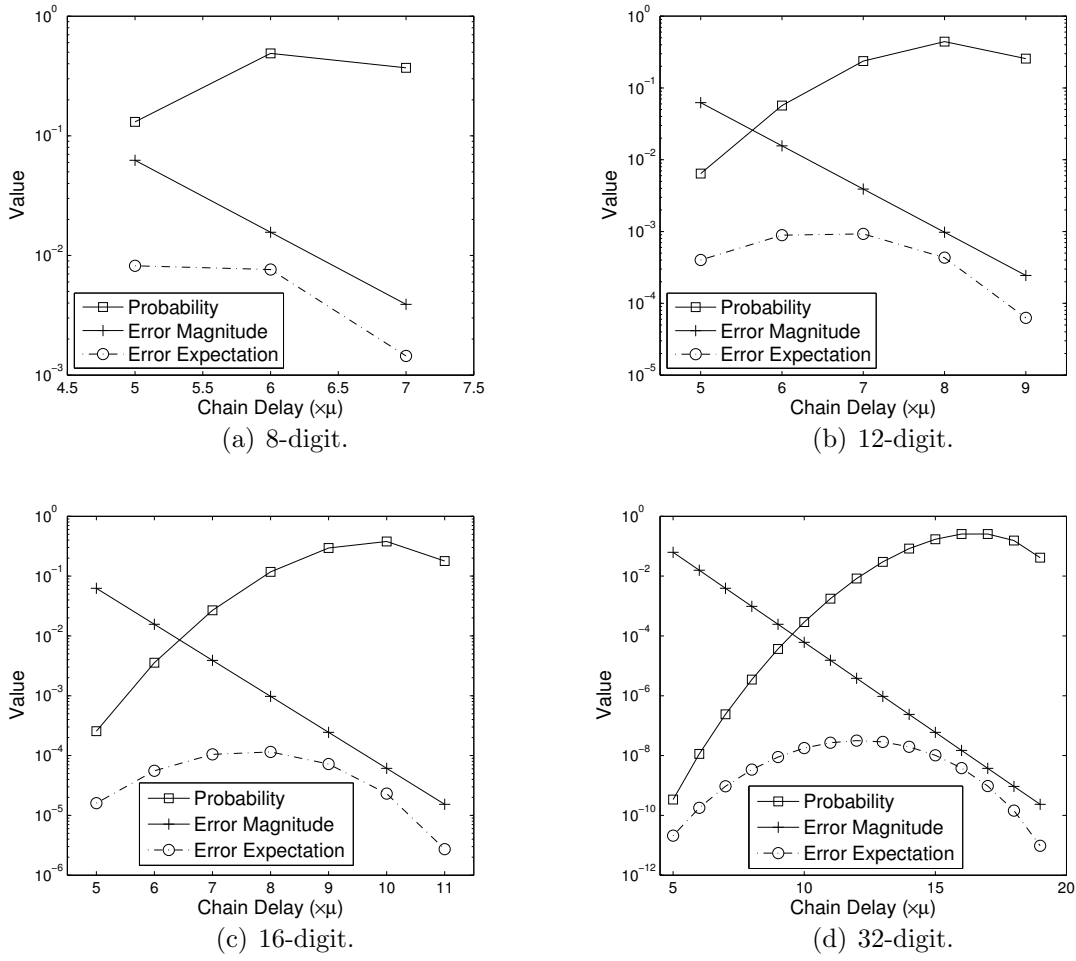 10^0
10^-1
10^-2
10^-3
Value
4.5 5 5.5 6 6.5 7 7.5
Chain Delay (×μ)
Probability
Error Magnitude
Error Expectation
(a) 8-digit.
10^0
10^-1
10^-2
10^-3
10^-4
10^-5
Value
5 6 7 8 9
Chain Delay (×μ)
Probability
Error Magnitude
Error Expectation
(b) 12-digit.
10^0
10^-1
10^-2
10^-3
10^-4
10^-5
10^-6
Value
5 6 7 8 9 10 11
Chain Delay (×μ)
Probability
Error Magnitude
Error Expectation
(c) 16-digit.
10^0
10^-2
10^-4
10^-6
10^-8
10^-10
10^-12
Value
5 10 15 20
Chain Delay (×μ)
Probability
Error Magnitude
Error Expectation
(d) 32-digit.